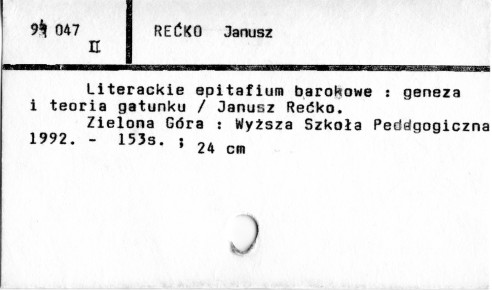 94 047
II
REĆKO Janusz
Literackie epitafium barokowe : geneza
i teoria gatunku / Janusz Rećko.
Zielona Góra : Wyższa Szkoła Pedagogiczna
1992. - 153s. ; 24 cm